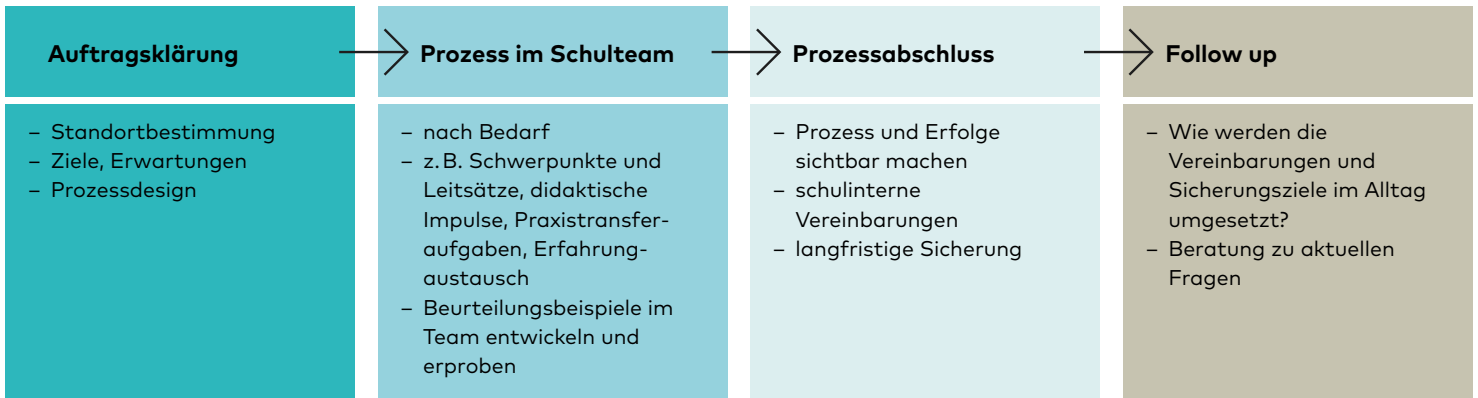 Auftragsklärung
– Standortbestimmung
– Ziele, Erwartungen
– Prozessdesign
Prozess im Schulteam
– nach Bedarf
– z. B. Schwerpunkte und
Leitsätze, didaktische
Impulse, Praxistransfer-
aufgaben, Erfahrung-
austausch
– Beurteilungsbeispiele im
Team entwickeln und
erproben
Prozessabschluss
– Prozess und Erfolge
sichtbar machen
– schulinterne
Vereinbarungen
– langfristige Sicherung
Follow up
– Wie werden die
Vereinbarungen und
Sicherungsziele im Alltag
umgesetzt?
– Beratung zu aktuellen
Fragen